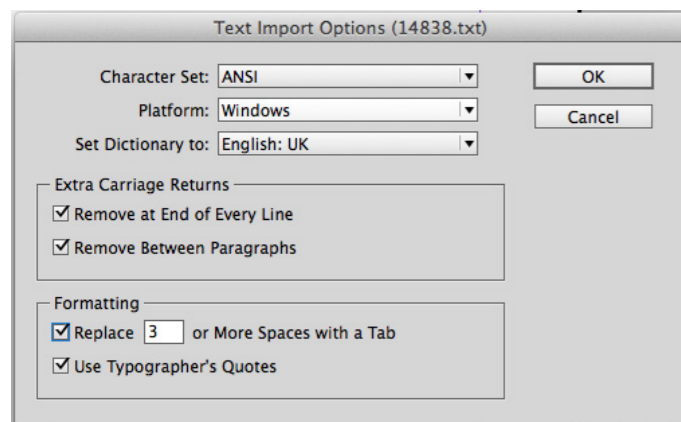 Text Import Options (14838.txt)
Character Set: ANSI OK
Platform: Windows Cancel
Set Dictionary to: English: UK
Extra Carriage Returns
Remove at End of Every Line
Remove Between Paragraphs
Formatting
Replace 3 or More Spaces with a Tab
Use Typographer's Quotes